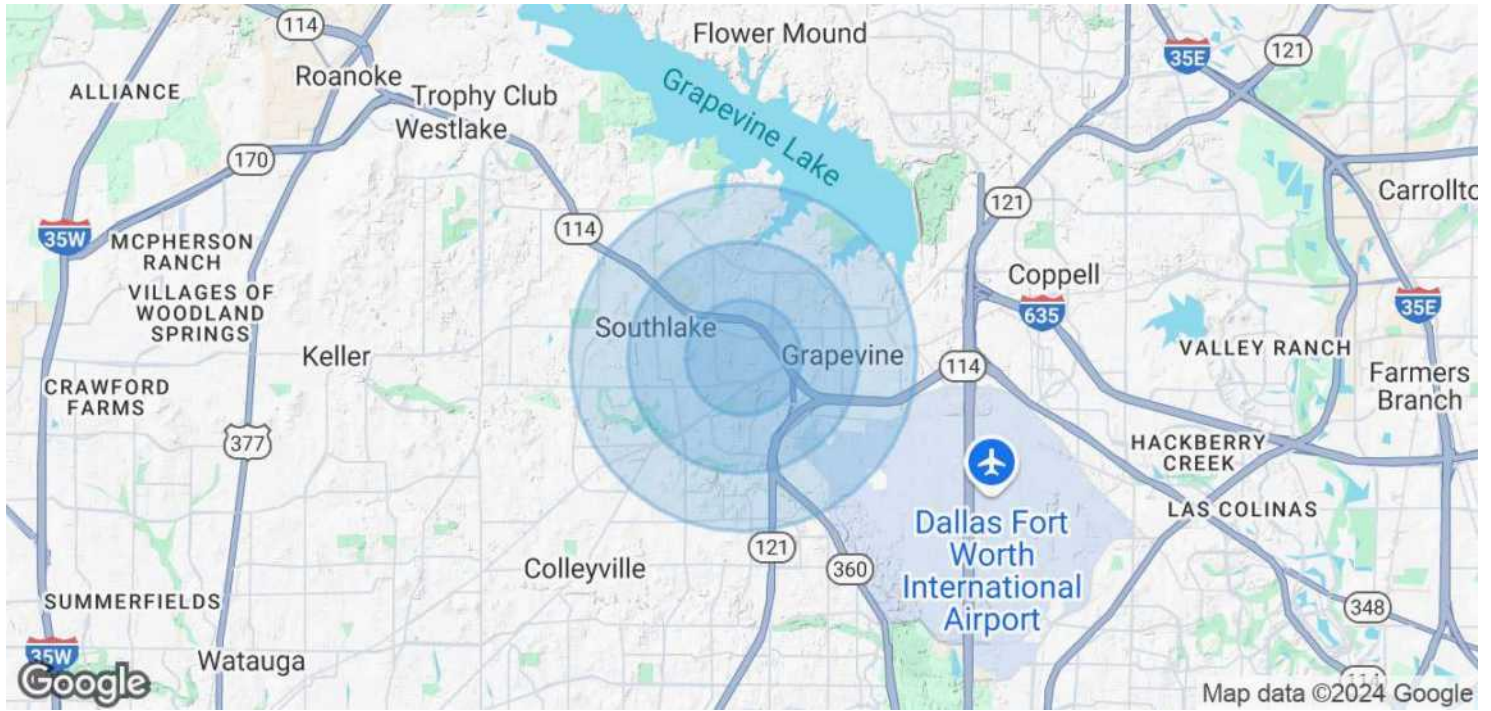 114
Flower Mound
121
35E
Roanoke
ALLIANCE
Trophy Club
Westlake
Grapevine Lake
170
Carrollto
121
114
35W
MCPHERSON
RANCH
Coppell
VILLAGES OF
WOODLAND
SPRINGS
635
35E
Southlake
Keller
Grapevine
VALLEY RANCH
114
CRAWFORD
FARMS
Farmers
Branch
377
HACKBERRY
CREEK
LAS COLINAS
Dallas Fort
Worth
International
Airport
121
360
Colleyville
SUMMERFIELDS
348
35W
Watauga
114
Google
Map data ©2024 Google